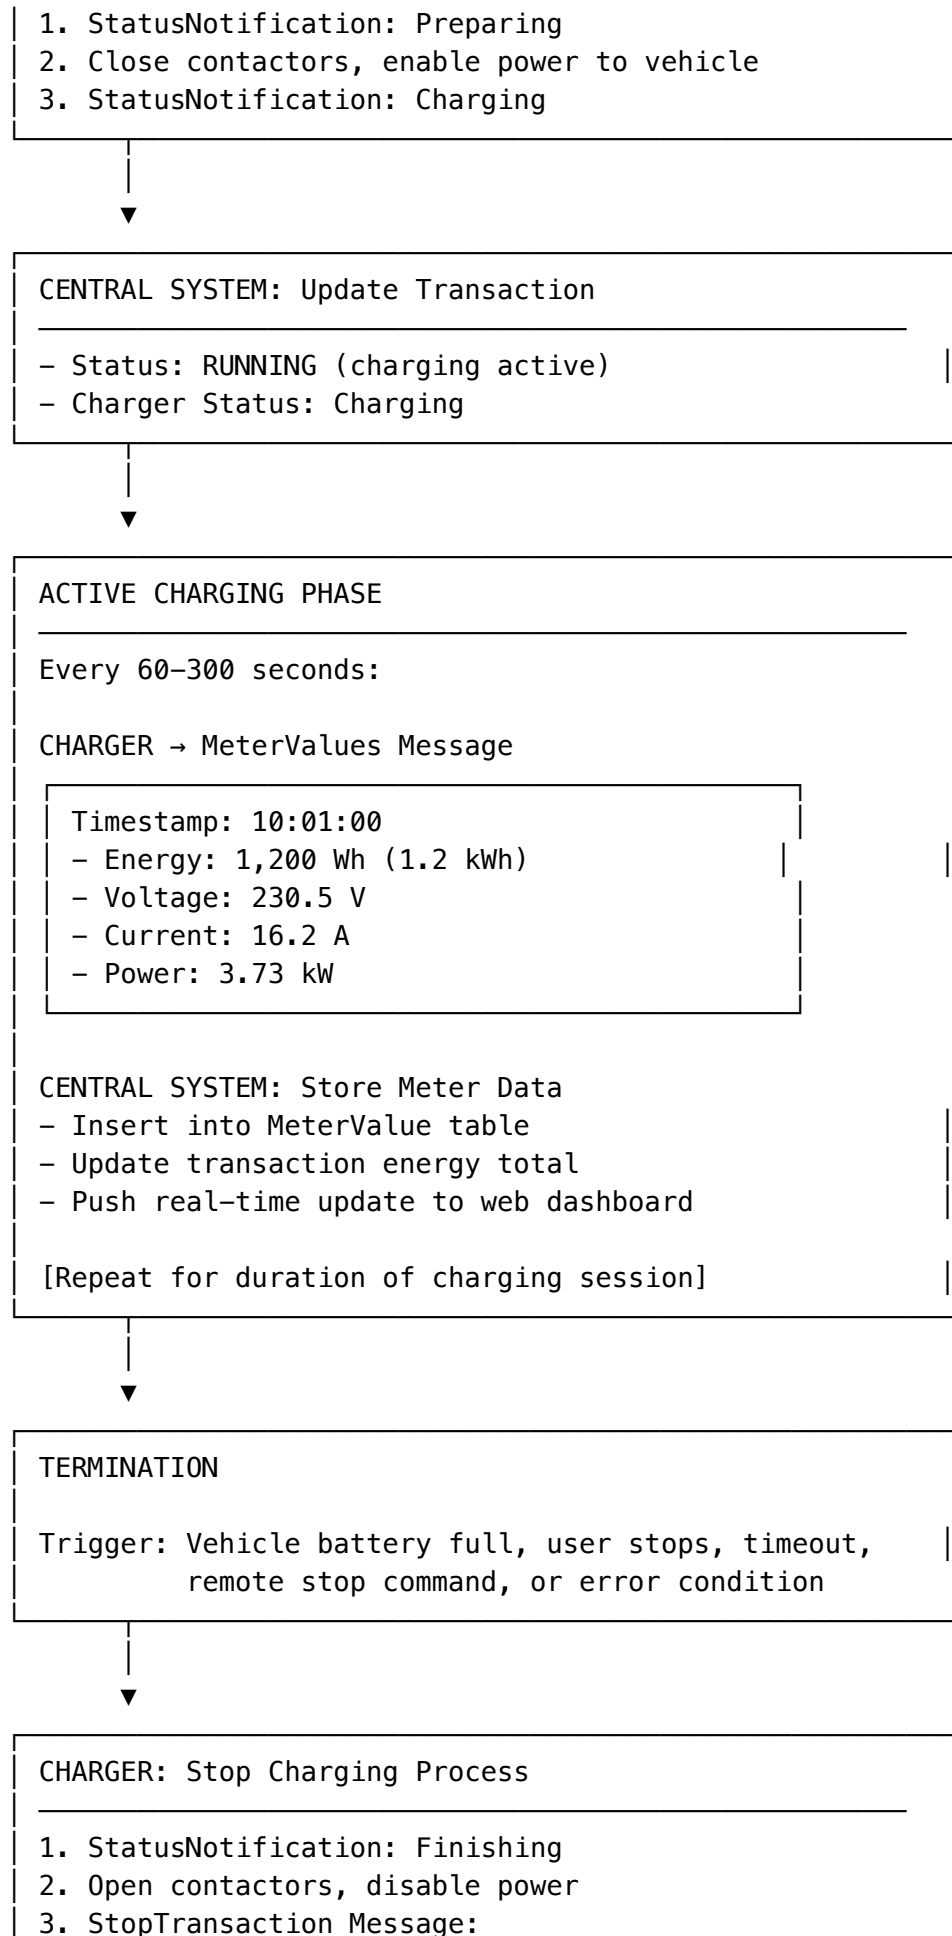 1. StatusNotification: Preparing
2. Close contactors, enable power to vehicle
3. StatusNotification: Charging
▼
CENTRAL SYSTEM: Update Transaction
- Status: RUNNING (charging active)
- Charger Status: Charging
▼
ACTIVE CHARGING PHASE
Every 60-300 seconds:
CHARGER → MeterValues Message
Timestamp: 10:01:00
- Energy: 1,200 Wh (1.2 kWh)
- Voltage: 230.5 V
- Current: 16.2 A
- Power: 3.73 kW
CENTRAL SYSTEM: Store Meter Data
- Insert into MeterValue table
- Update transaction energy total
- Push real-time update to web dashboard
[Repeat for duration of charging session]
▼
TERMINATION
Trigger: Vehicle battery full, user stops, timeout,
remote stop command, or error condition
▼
CHARGER: Stop Charging Process
1. StatusNotification: Finishing
2. Open contactors, disable power
3. StopTransaction Message: